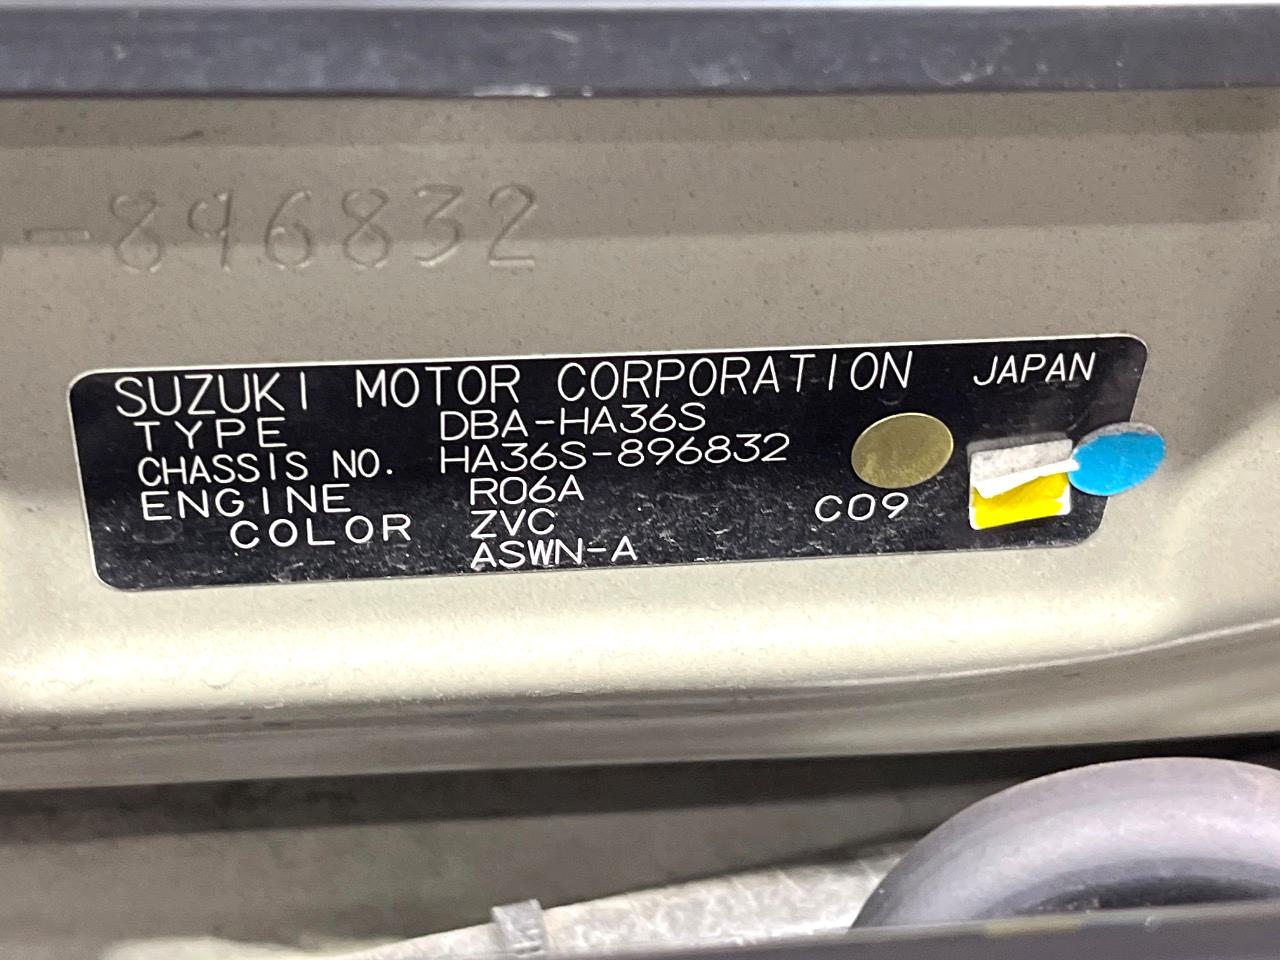 -896832
SUZUKI MOTOR CORPORATION JAPAN
TYPE DBA-HA36S
CHASSIS NO. HA36S-896832
ENGINE R06A
COLOR ZVC C09
ASWN-A